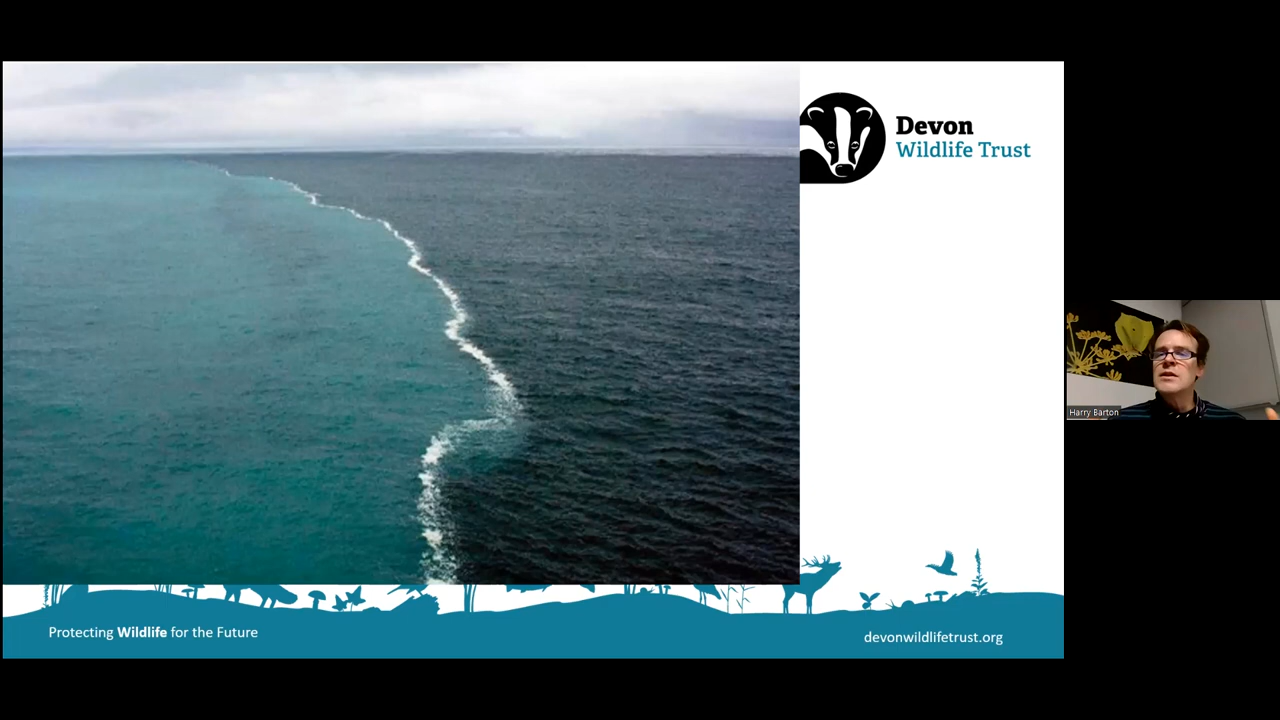 Devon
Wildlife Trust
Harry Barton
Protecting Wildlife for the Future
devonwildlifetrust.org